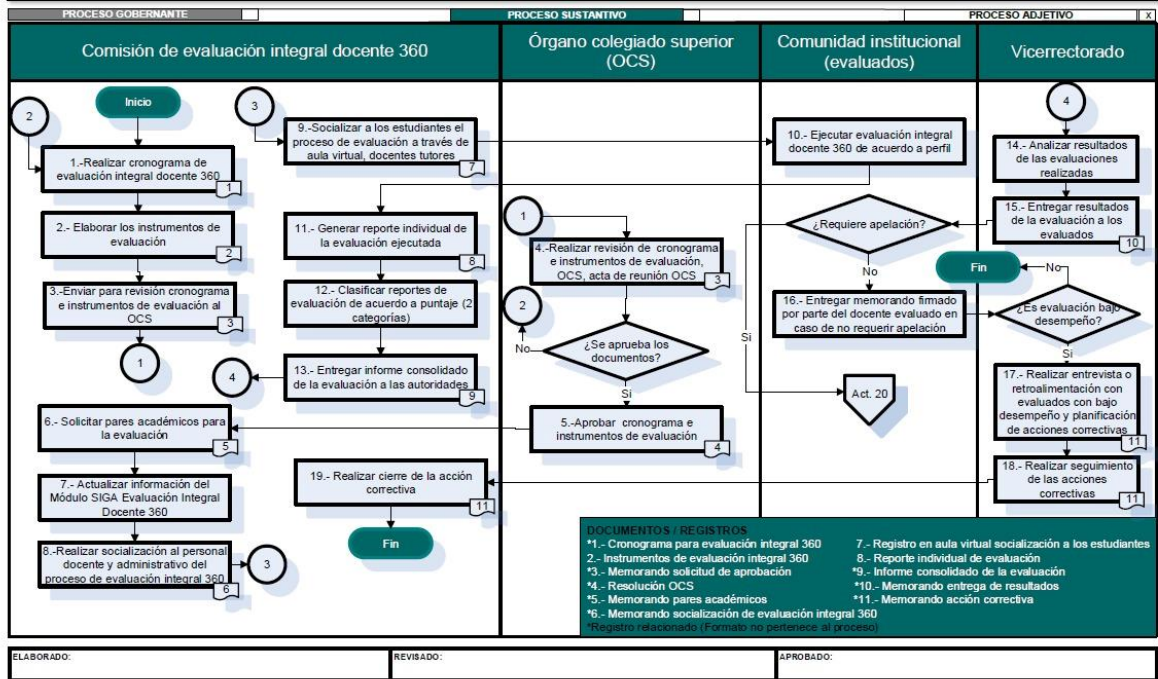 PROCESO GOBERNANTE
PROCESO SUSTANTIVO
PROCESO ADJETIVO
X
Comisión de evaluación integral docente 360
Órgano colegiado superior
(OCS)
Comunidad institucional
(evaluados)
Vicerrectorado
2
Inicio
1.-Realizar cronograma de
evaluación integral docente 360
1
2.- Elaborar los instrumentos de
evaluación
2
3.-Enviar para revisión cronograma
e instrumentos de evaluación al
OCS
3
1
3
9.-Socializar a los estudiantes el
proceso de evaluación a través de
aula virtual, docentes tutores
7
11.- Generar reporte individual de
la evaluación ejecutada
8
12.- Clasificar reportes de
evaluación de acuerdo a puntaje (2
categorías)
4
13.- Entregar informe consolidado
de la evaluación a las autoridades
9
6.- Solicitar pares académicos para
la evaluación
5
7.- Actualizar información del
Módulo SIGA Evaluación Integral
Docente 360
8.-Realizar socialización al personal
docente y administrativo del
proceso de evaluación integral 360
6
3
19.- Realizar cierre de la acción
correctiva
11
Fin
1
4.-Realizar revisión de cronograma
e instrumentos de evaluación,
OCS, acta de reunión OCS
3
2
No
¿Se aprueba los
documentos?
Si
5.-Aprobar cronograma e
instrumentos de evaluación
4
10.- Ejecutar evaluación integral
docente 360 de acuerdo a perfil
¿Requiere apelación?
No
Si
16.- Entregar memorando firmado
por parte del docente evaluado en
caso de no requerir apelación
Act. 20
4
14.- Analizar resultados
de las evaluaciones
realizadas
15.- Entregar resultados
de la evaluación a los
evaluados
10
Fin
No
¿Es evaluación bajo
desempeño?
Si
17.- Realizar entrevista o
retroalimentación con
evaluados con bajo
desempeño y planificación
de acciones correctivas
11
18.- Realizar seguimiento
de las acciones
correctivas
11
DOCUMENTOS / REGISTROS
*1.- Cronograma para evaluación integral 360
2.- Instrumentos de evaluación integral 360
*3.- Memorando solicitud de aprobación
*4.- Resolución OCS
*5.- Memorando pares académicos
*6.- Memorando socialización de evaluación integral 360
*Registro relacionado (Formato no pertenece al proceso)
7.- Registro en aula virtual socialización a los estudiantes
8.- Reporte individual de evaluación
*9.- Informe consolidado de la evaluación
*10.- Memorando entrega de resultados
*11.- Memorando acción correctiva
ELABORADO:
REVISADO:
APROBADO: